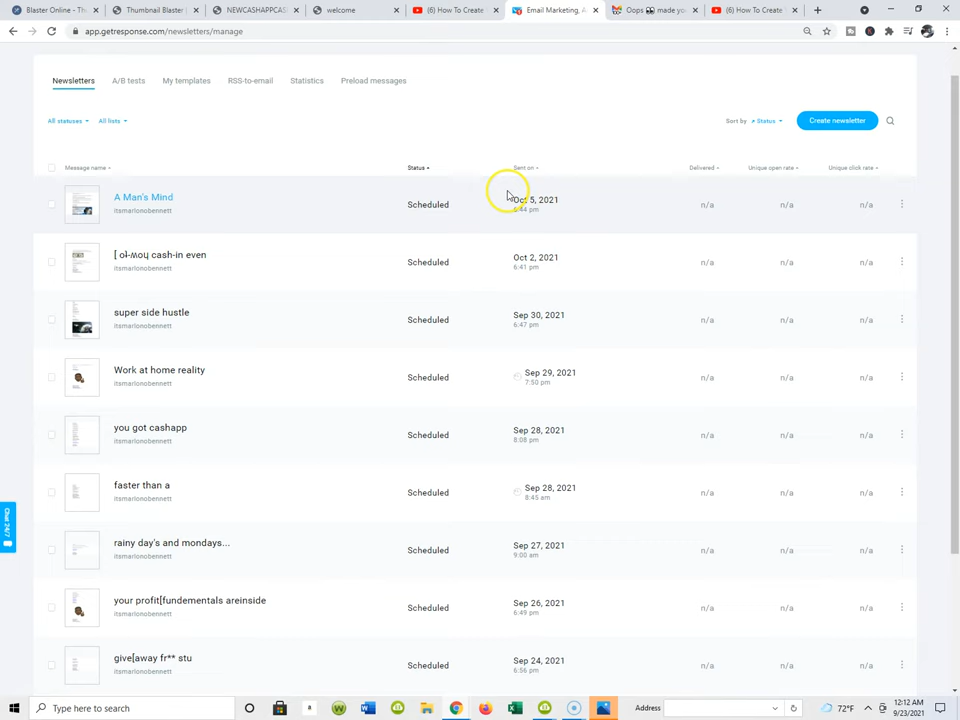 Blaster Online - Th
Thumbnail Blaster
NEWCASHAPPCAS
welcome
(6) How To Create
Email Marketing, A
Oops 👀 made yo
(6) How To Create
app.getresponse.com/newsletters/manage
Newsletters A/B tests My templates RSS-to-email Statistics Preload messages
All statuses All lists Sort by Status Create newsletter
Message name Status Sent on Delivered Unique open rate Unique click rate
A Man's Mind
itsmarlonobennett
Scheduled
Oct 5, 2021
n/a n/a n/a
[ ol-ʍoɥ cash-in even
itsmarlonobennett
Scheduled
Oct 2, 2021
6:41 pm
n/a n/a n/a
super side hustle
itsmarlonobennett
Scheduled
Sep 30, 2021
6:47 pm
n/a n/a n/a
Work at home reality
itsmarlonobennett
Scheduled
Sep 29, 2021
7:50 pm
n/a n/a n/a
you got cashapp
itsmarlonobennett
Scheduled
Sep 28, 2021
8:08 pm
n/a n/a n/a
faster than a
itsmarlonobennett
Scheduled
Sep 28, 2021
8:45 am
n/a n/a n/a
rainy day's and mondays...
itsmarlonobennett
Scheduled
Sep 27, 2021
9:00 am
n/a n/a n/a
your profit[fundementals areinside
itsmarlonobennett
Scheduled
Sep 26, 2021
6:49 pm
n/a n/a n/a
give[away fr** stu
itsmarlonobennett
Scheduled
Sep 24, 2021
6:56 pm
n/a n/a n/a
Chat 24/7
Type here to search
Address
72°F
12:12 AM
9/23/2021